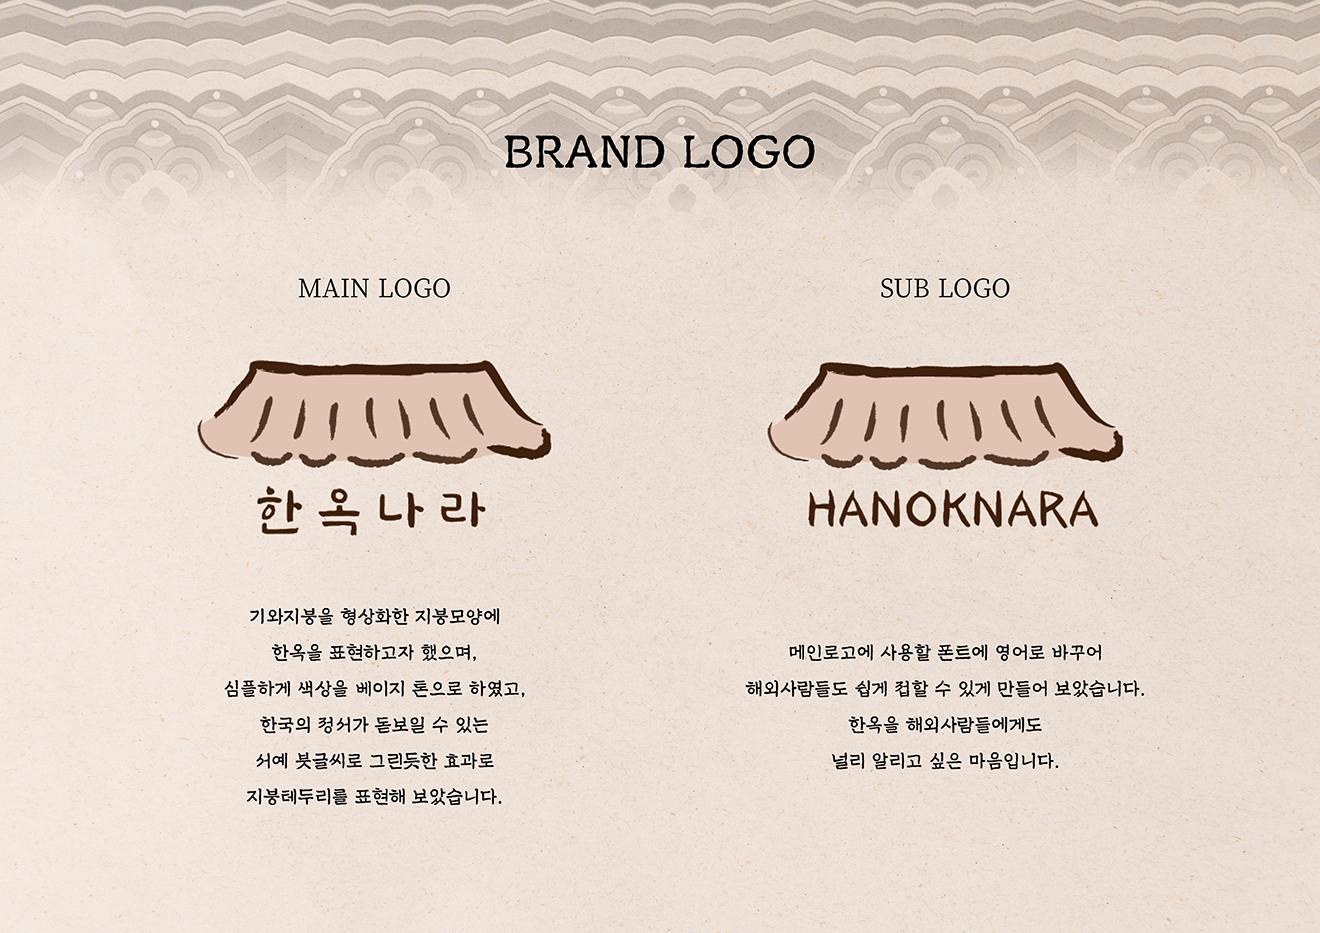 BRAND LOGO
MAIN LOGO
한옥나라
기와지붕을 형상화한 지붕모양에
한옥을 표현하고자 했으며,
심플하게 색상을 베이지 톤으로 하였고,
한국의 정서가 돋보일 수 있는
서예 붓글씨로 그린듯한 효과로
지붕테두리를 표현해 보았습니다.
SUB LOGO
HANOKNARA
메인로고에 사용할 폰트에 영어로 바꾸어
해외사람들도 쉽게 접할 수 있게 만들어 보았습니다.
한옥을 해외사람들에게도
널리 알리고 싶은 마음입니다.